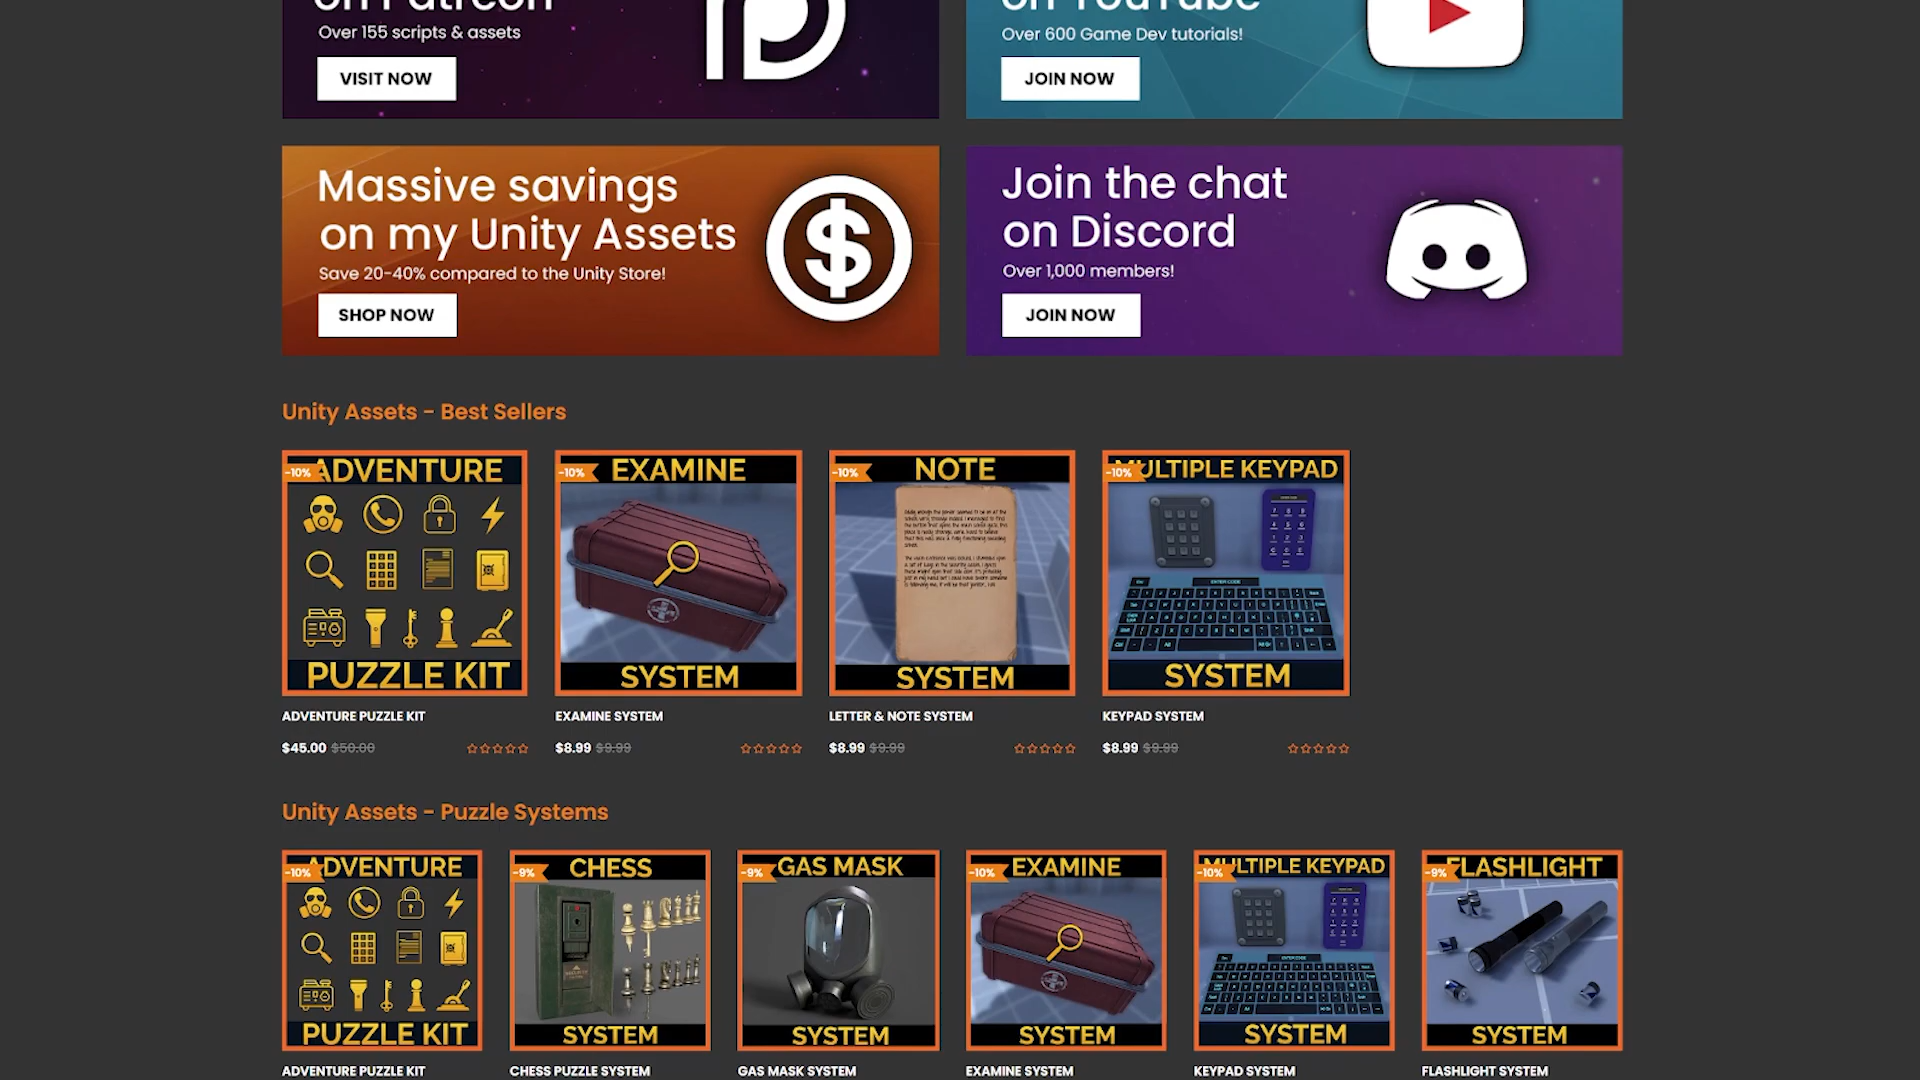 on Patreon
Over 155 scripts & assets
VISIT NOW
on YouTube
Over 600 Game Dev tutorials!
JOIN NOW
Massive savings
on my Unity Assets
Save 20-40% compared to the Unity Store!
SHOP NOW
Join the chat
on Discord
Over 1,000 members!
JOIN NOW
Unity Assets - Best Sellers
-10% ADVENTURE
PUZZLE KIT
-10% EXAMINE
SYSTEM
-10% NOTE
SYSTEM
-10% MULTIPLE KEYPAD
ENTER CODE
SYSTEM
ADVENTURE PUZZLE KIT
$45.00 $50.00
EXAMINE SYSTEM
$8.99 $9.99
LETTER & NOTE SYSTEM
$8.99 $9.99
KEYPAD SYSTEM
$8.99 $9.99
Unity Assets - Puzzle Systems
-10% ADVENTURE
PUZZLE KIT
-9% CHESS
SYSTEM
-9% GAS MASK
SYSTEM
-10% EXAMINE
SYSTEM
-10% MULTIPLE KEYPAD
SYSTEM
-9% FLASHLIGHT
SYSTEM
ADVENTURE PUZZLE KIT
CHESS PUZZLE SYSTEM
GAS MASK SYSTEM
EXAMINE SYSTEM
KEYPAD SYSTEM
FLASHLIGHT SYSTEM